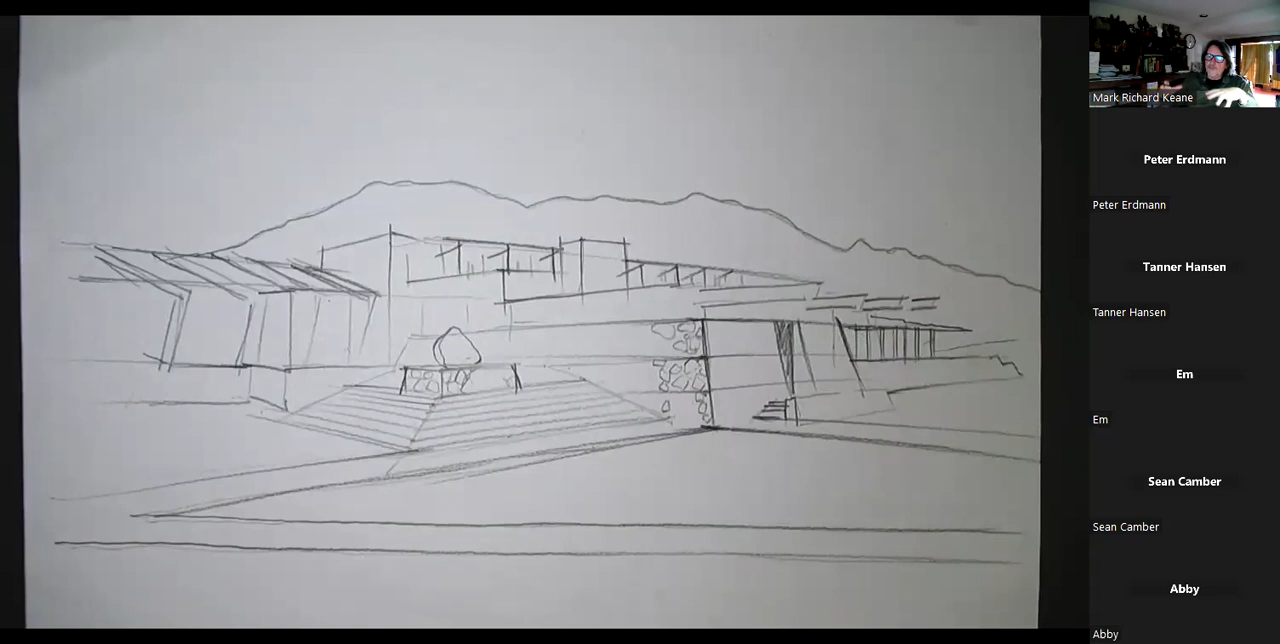 Mark Richard Keane
Peter Erdmann
Peter Erdmann
Tanner Hansen
Tanner Hansen
Em
Em
Sean Camber
Sean Camber
Abby
Abby